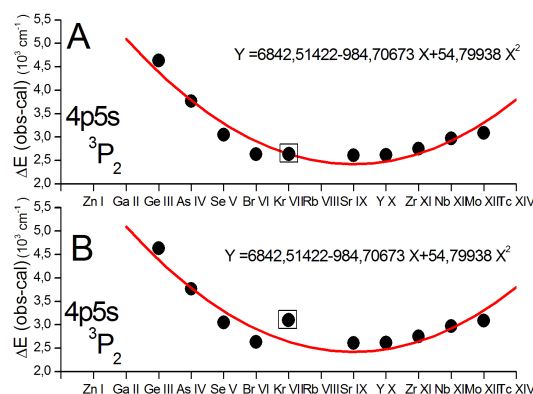 A
Y =6842,51422-984,70673 X+54,79938 X²
4p5s
³P₂
ΔE (obs-cal) (10³ cm⁻¹)
5,5
5,0
4,5
4,0
3,5
3,0
2,5
2,0
Zn I Ga II Ge III As IV Se V Br VI Kr VII Rb VIII Sr IX Y X Zr XI Nb XII Mo XIII Tc XIV
B
Y =6842,51422-984,70673 X+54,79938 X²
4p5s
³P₂
ΔE (obs-cal) (10³ cm⁻¹)
5,5
5,0
4,5
4,0
3,5
3,0
2,5
2,0
Zn I Ga II Ge III As IV Se V Br VI Kr VII Rb VIII Sr IX Y X Zr XI Nb XII Mo XIII Tc XIV